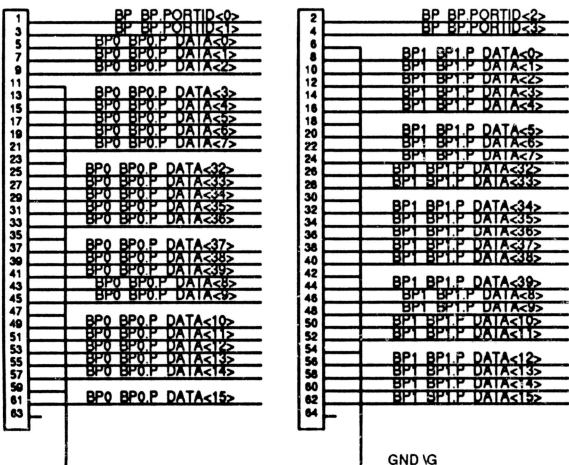 1 BP BP.PORTID<0>
3 BP BP.PORTID<1>
5 BP0 BP0.P DATA<0>
7 BP0 BP0.P DATA<1>
9 BP0 BP0.P DATA<2>
11
13 BP0 BP0.P DATA<3>
15 BP0 BP0.P DATA<4>
17 BP0 BP0.P DATA<5>
19 BP0 BP0.P DATA<6>
21 BP0 BP0.P DATA<7>
23
25 BP0 BP0.P DATA<32>
27 BP0 BP0.P DATA<33>
29 BP0 BP0.P DATA<34>
31 BP0 BP0.P DATA<35>
33 BP0 BP0.P DATA<36>
35
37 BP0 BP0.P DATA<37>
39 BP0 BP0.P DATA<38>
41 BP0 BP0.P DATA<39>
43 BP0 BP0.P DATA<8>
45 BP0 BP0.P DATA<9>
47
49 BP0 BP0.P DATA<10>
51 BP0 BP0.P DATA<11>
53 BP0 BP0.P DATA<12>
55 BP0 BP0.P DATA<13>
57 BP0 BP0.P DATA<14>
59
61 BP0 BP0.P DATA<15>
63
2 BP BP.PORTID<2>
4 BP BP.PORTID<3>
6
8 BP1 BP1.P DATA<0>
10 BP1 BP1.P DATA<1>
12 BP1 BP1.P DATA<2>
14 BP1 BP1.P DATA<3>
16 BP1 BP1.P DATA<4>
18
20 BP1 BP1.P DATA<5>
22 BP1 BP1.P DATA<6>
24 BP1 BP1.P DATA<7>
26 BP1 BP1.P DATA<32>
28 BP1 BP1.P DATA<33>
30
32 BP1 BP1.P DATA<34>
34 BP1 BP1.P DATA<35>
36 BP1 BP1.P DATA<36>
38 BP1 BP1.P DATA<37>
40 BP1 BP1.P DATA<38>
42
44 BP1 BP1.P DATA<39>
46 BP1 BP1.P DATA<8>
48 BP1 BP1.P DATA<9>
50 BP1 BP1.P DATA<10>
52 BP1 BP1.P DATA<11>
54
56 BP1 BP1.P DATA<12>
58 BP1 BP1.P DATA<13>
60 BP1 BP1.P DATA<14>
62 BP1 BP1.P DATA<15>
64
GND \G